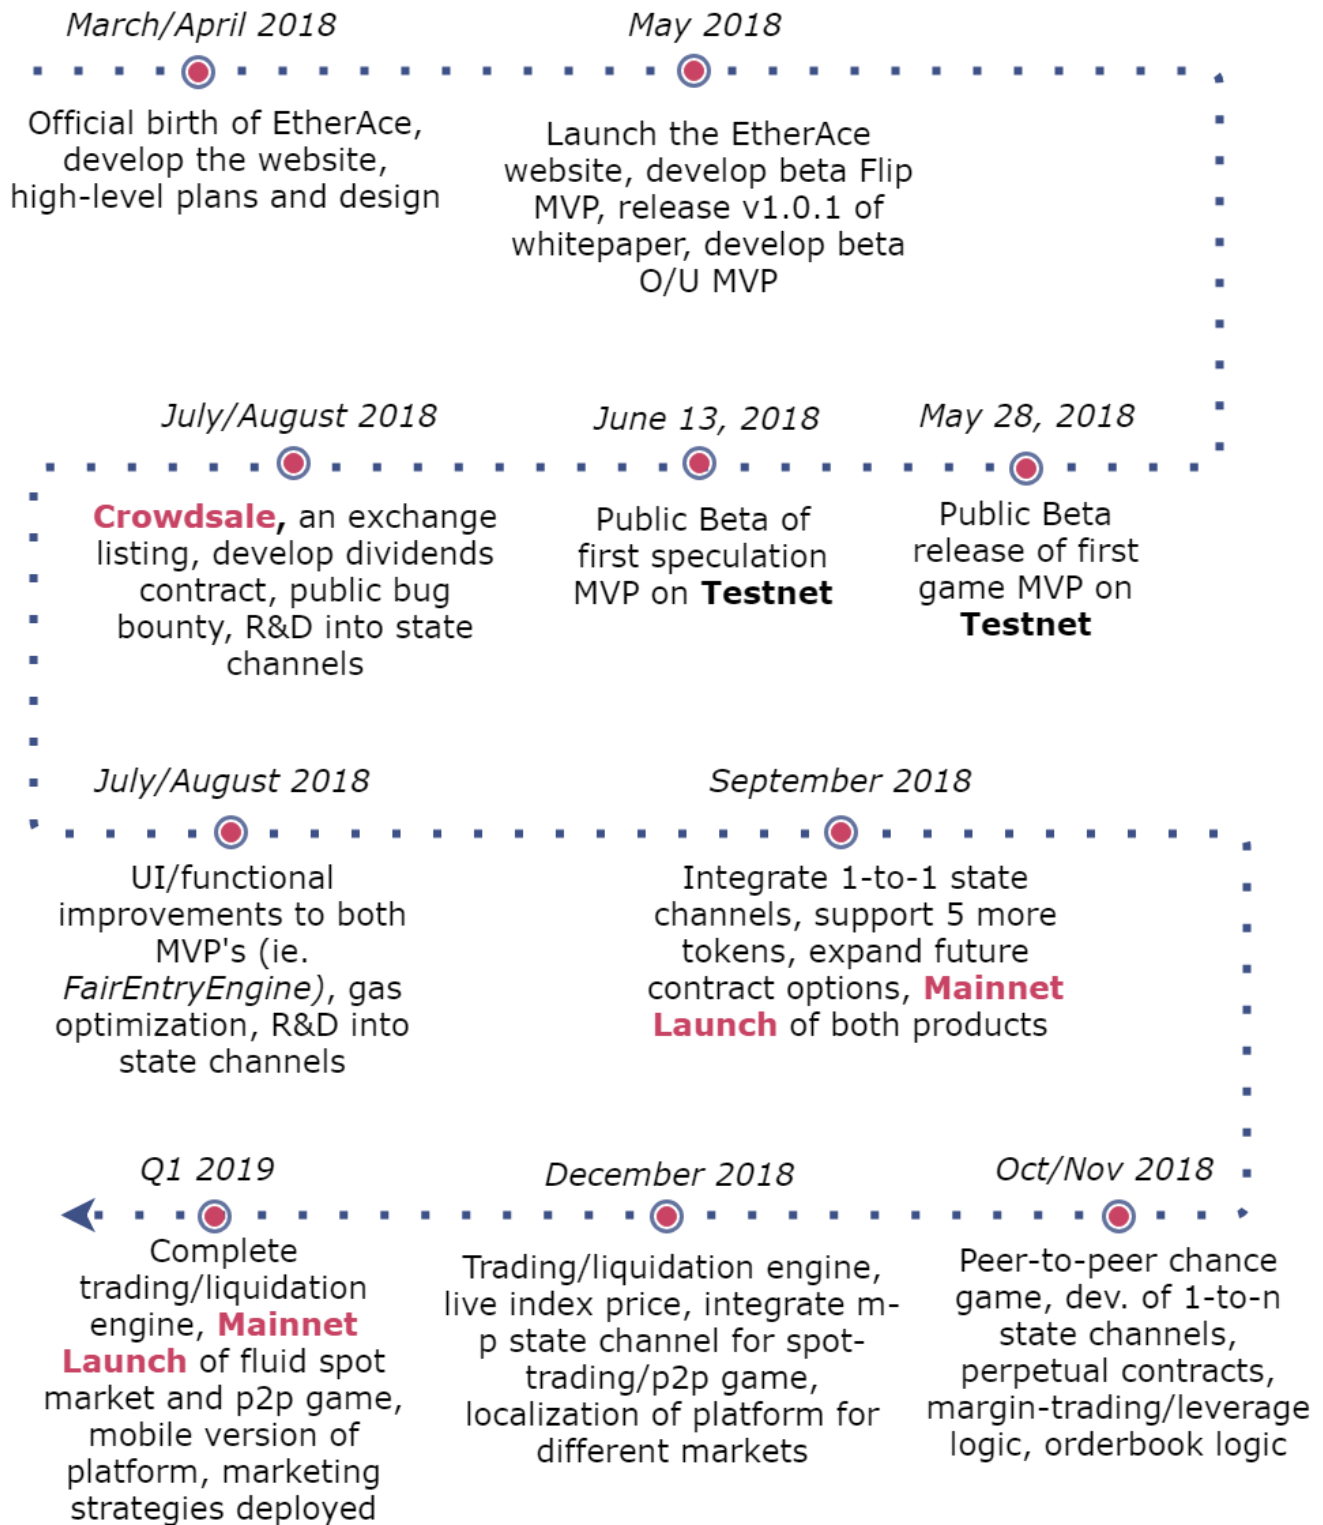 March/April 2018
Official birth of EtherAce,
develop the website,
high-level plans and design
May 2018
Launch the EtherAce
website, develop beta Flip
MVP, release v1.0.1 of
whitepaper, develop beta
O/U MVP
May 28, 2018
Public Beta
release of first
game MVP on
Testnet
June 13, 2018
Public Beta of
first speculation
MVP on Testnet
July/August 2018
Crowdsale, an exchange
listing, develop dividends
contract, public bug
bounty, R&D into state
channels
July/August 2018
UI/functional
improvements to both
MVP's (ie.
FairEntryEngine), gas
optimization, R&D into
state channels
September 2018
Integrate 1-to-1 state
channels, support 5 more
tokens, expand future
contract options, Mainnet
Launch of both products
Oct/Nov 2018
Peer-to-peer chance
game, dev. of 1-to-n
state channels,
perpetual contracts,
margin-trading/leverage
logic, orderbook logic
December 2018
Trading/liquidation engine,
live index price, integrate m-
p state channel for spot-
trading/p2p game,
localization of platform for
different markets
Q1 2019
Complete
trading/liquidation
engine, Mainnet
Launch of fluid spot
market and p2p game,
mobile version of
platform, marketing
strategies deployed